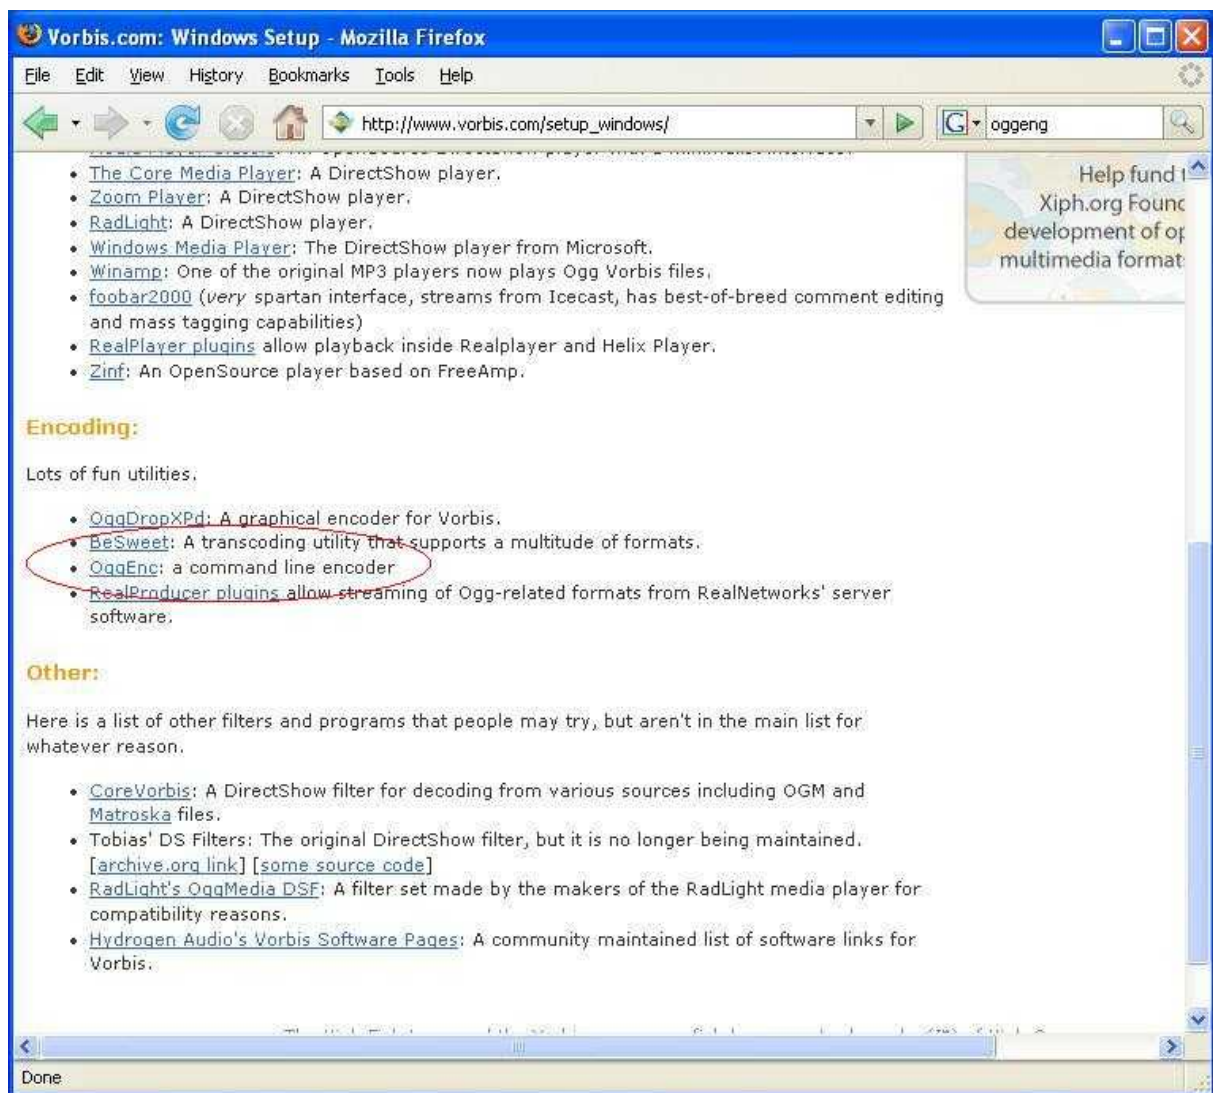 Vorbis.com: Windows Setup - Mozilla Firefox
File Edit View History Bookmarks Tools Help
http://www.vorbis.com/setup_windows/
oggeng
The Core Media Player: A DirectShow player.
Zoom Player: A DirectShow player.
RadLight: A DirectShow player.
Windows Media Player: The DirectShow player from Microsoft.
Winamp: One of the original MP3 players now plays Ogg Vorbis files.
foobar2000 (very spartan interface, streams from Icecast, has best-of-breed comment editing
and mass tagging capabilities)
RealPlayer plugins allow playback inside Realplayer and Helix Player.
Zinf: An OpenSource player based on FreeAmp.
Help fund
Xiph.org Found
development of op
multimedia format
Encoding:
Lots of fun utilities.
OggDropXPd: A graphical encoder for Vorbis.
BeSweet: A transcoding utility that supports a multitude of formats.
OggEnc: a command line encoder
RealProducer plugins allow streaming of Ogg-related formats from RealNetworks' server
software.
Other:
Here is a list of other filters and programs that people may try, but aren't in the main list for
whatever reason.
CoreVorbis: A DirectShow filter for decoding from various sources including OGM and
Matroska files.
Tobias' DS Filters: The original DirectShow filter, but it is no longer being maintained.
[archive.org link] [some source code]
RadLight's OggMedia DSF: A filter set made by the makers of the RadLight media player for
compatibility reasons.
Hydrogen Audio's Vorbis Software Pages: A community maintained list of software links for
Vorbis.
Done